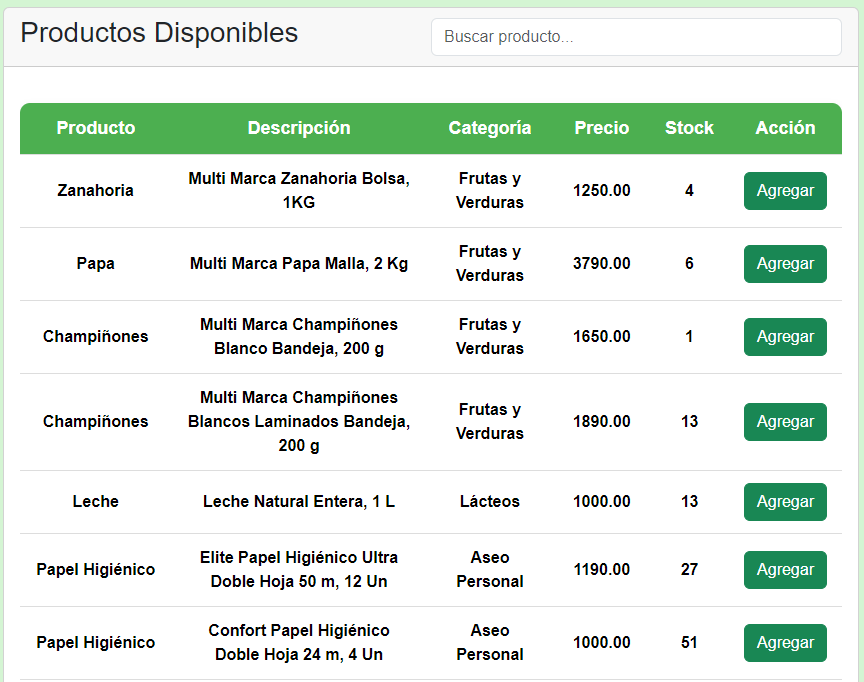 Productos Disponibles
Buscar producto...
Producto Descripción Categoría Precio Stock Acción
Zanahoria Multi Marca Zanahoria Bolsa, 1KG Frutas y Verduras 1250.00 4 Agregar
Papa Multi Marca Papa Malla, 2 Kg Frutas y Verduras 3790.00 6 Agregar
Champiñones Multi Marca Champiñones Blanco Bandeja, 200 g Frutas y Verduras 1650.00 1 Agregar
Champiñones Multi Marca Champiñones Blancos Laminados Bandeja, 200 g Frutas y Verduras 1890.00 13 Agregar
Leche Leche Natural Entera, 1 L Lácteos 1000.00 13 Agregar
Papel Higiénico Elite Papel Higiénico Ultra Doble Hoja 50 m, 12 Un Aseo Personal 1190.00 27 Agregar
Papel Higiénico Confort Papel Higiénico Doble Hoja 24 m, 4 Un Aseo Personal 1000.00 51 Agregar